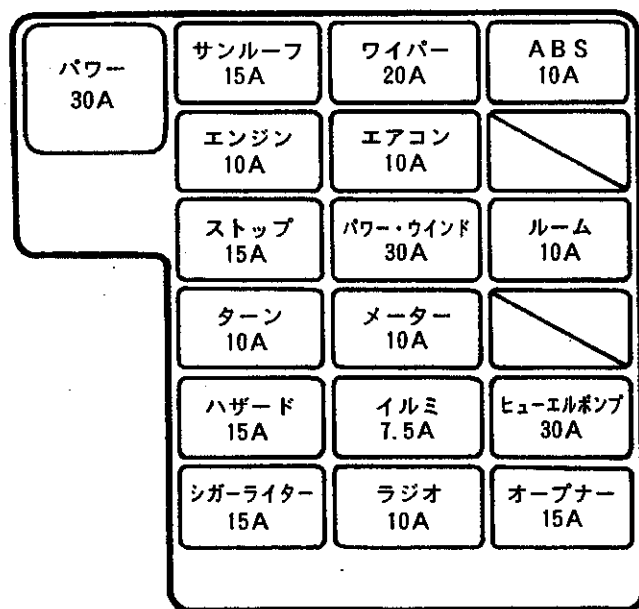 パワー
30A
サンルーフ
15A
ワイパー
20A
ABS
10A
エンジン
10A
エアコン
10A
ストップ
15A
パワー・ウインド
30A
ルーム
10A
ターン
10A
メーター
10A
ハザード
15A
イルミ
7.5A
ヒューエルポンプ
30A
シガーライター
15A
ラジオ
10A
オープナー
15A